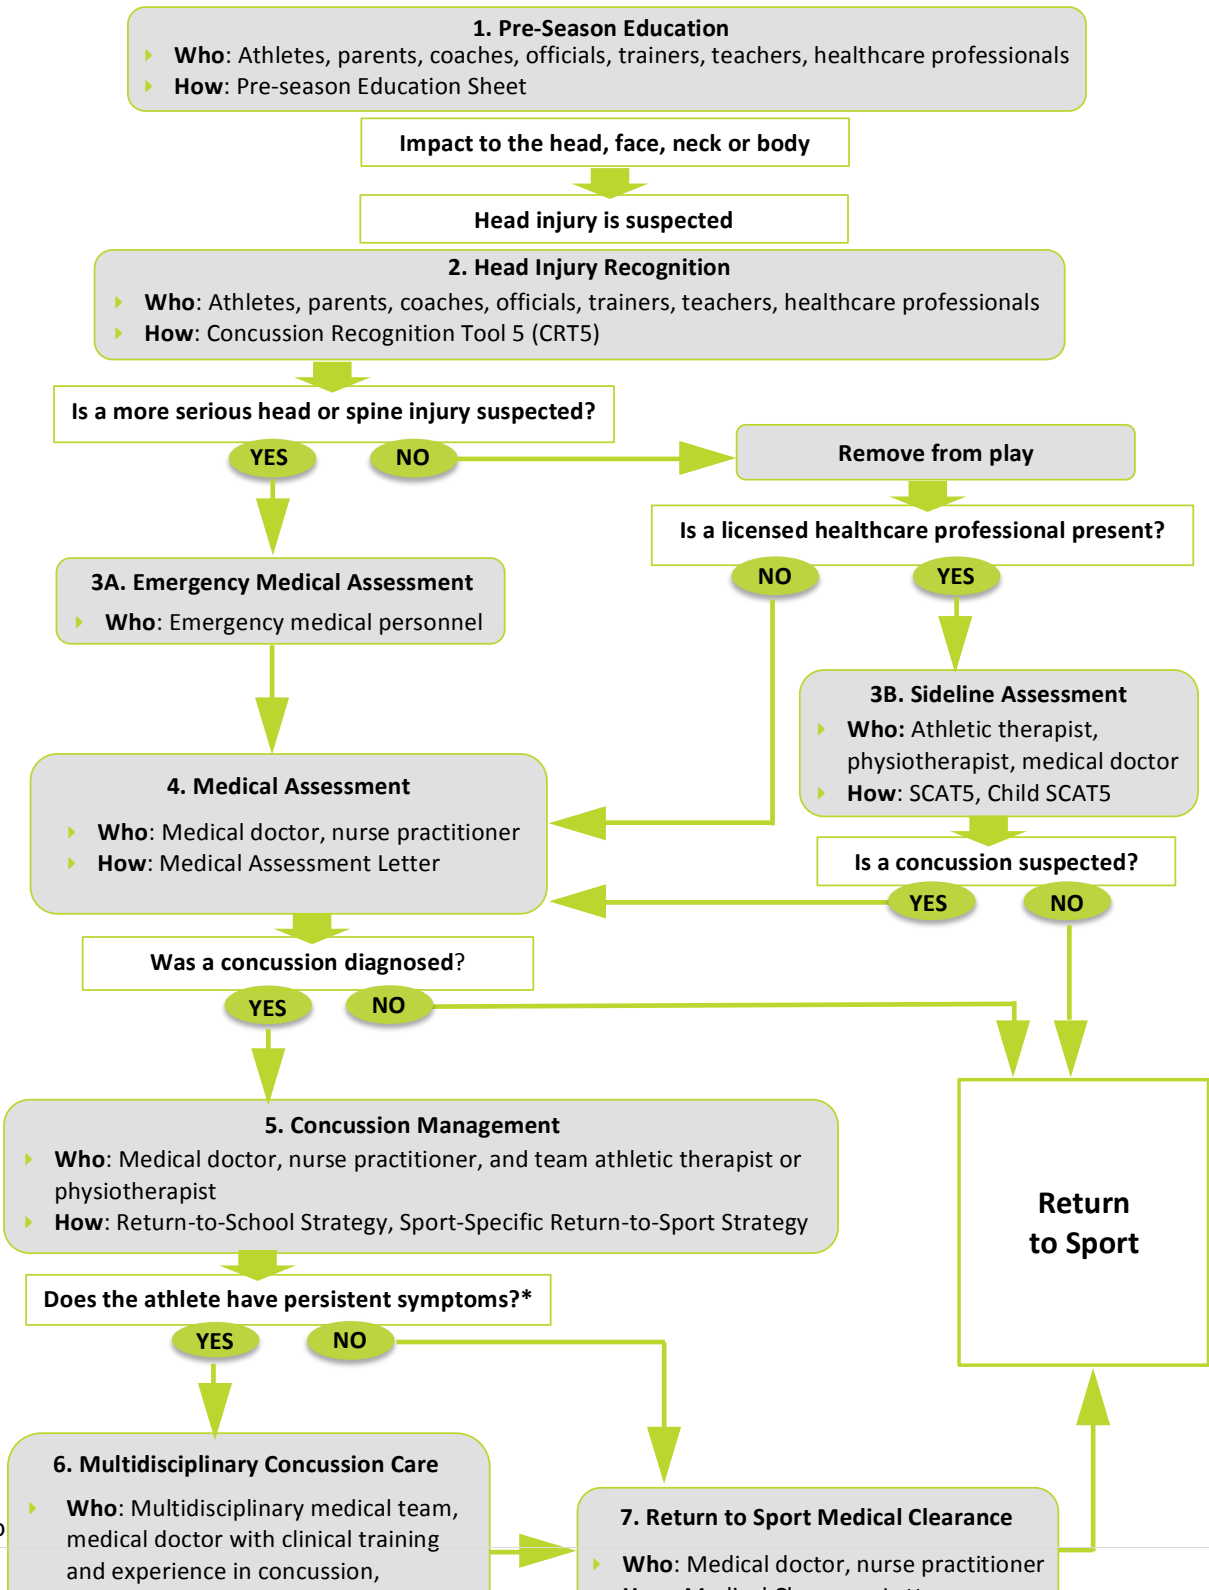 1. Pre-Season Education
Who: Athletes, parents, coaches, officials, trainers, teachers, healthcare professionals
How: Pre-season Education Sheet
Impact to the head, face, neck or body
Head injury is suspected
2. Head Injury Recognition
Who: Athletes, parents, coaches, officials, trainers, teachers, healthcare professionals
How: Concussion Recognition Tool 5 (CRT5)
Is a more serious head or spine injury suspected?
YES
NO
Remove from play
Is a licensed healthcare professional present?
NO
YES
3A. Emergency Medical Assessment
Who: Emergency medical personnel
3B. Sideline Assessment
Who: Athletic therapist,
physiotherapist, medical doctor
How: SCAT5, Child SCAT5
4. Medical Assessment
Who: Medical doctor, nurse practitioner
How: Medical Assessment Letter
Is a concussion suspected?
YES
NO
Was a concussion diagnosed?
YES
NO
5. Concussion Management
Who: Medical doctor, nurse practitioner, and team athletic therapist or
physiotherapist
How: Return-to-School Strategy, Sport-Specific Return-to-Sport Strategy
Return
to Sport
Does the athlete have persistent symptoms?*
YES
NO
6. Multidisciplinary Concussion Care
Who: Multidisciplinary medical team,
medical doctor with clinical training
and experience in concussion,
7. Return to Sport Medical Clearance
Who: Medical doctor, nurse practitioner